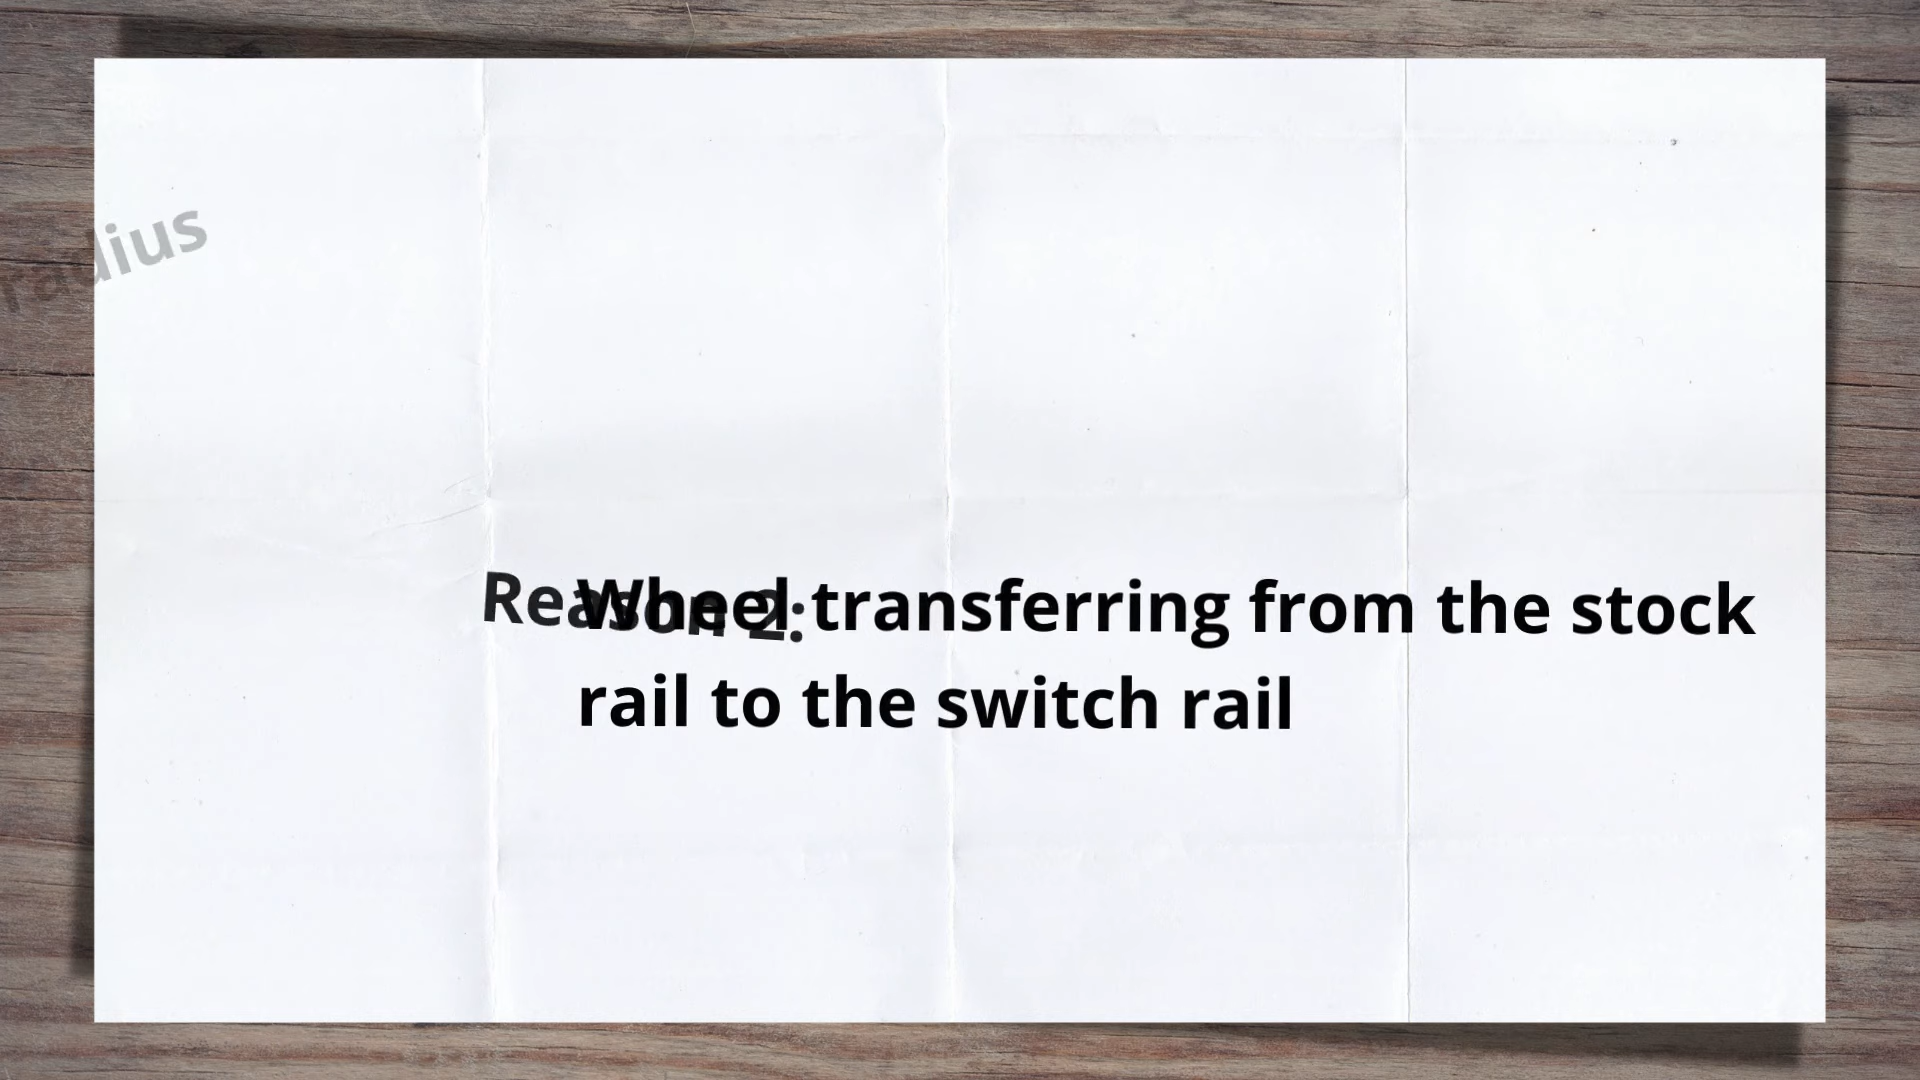 radius
Reason 2:
Wheel transferring from the stock
rail to the switch rail